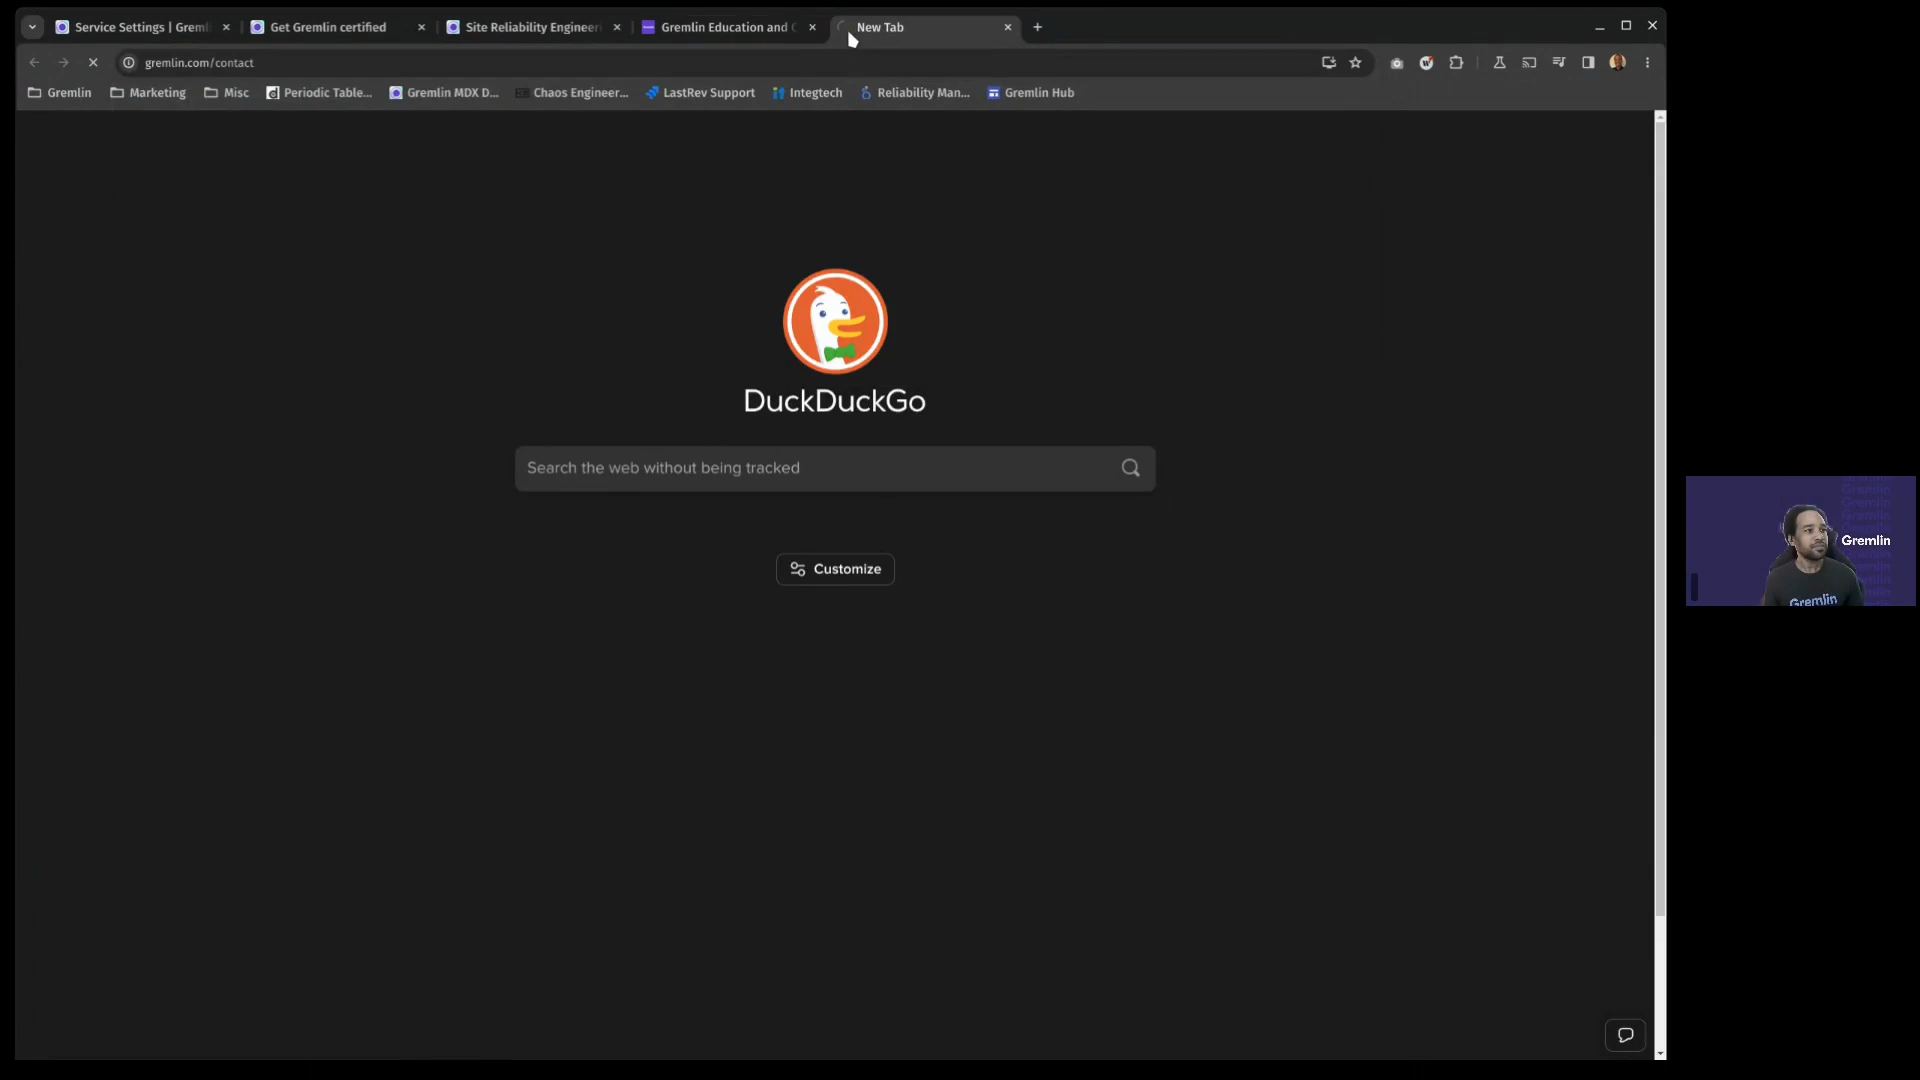 Service Settings | Greml
Get Gremlin certified
Site Reliability Engineeri
Gremlin Education and C
New Tab
gremlin.com/contact
Gremlin
Marketing
Misc
Periodic Table...
Gremlin MDX D...
Chaos Engineer...
LastRev Support
Integtech
Reliability Man...
Gremlin Hub
DuckDuckGo
Search the web without being tracked
Customize
Gremlin
Gremlin